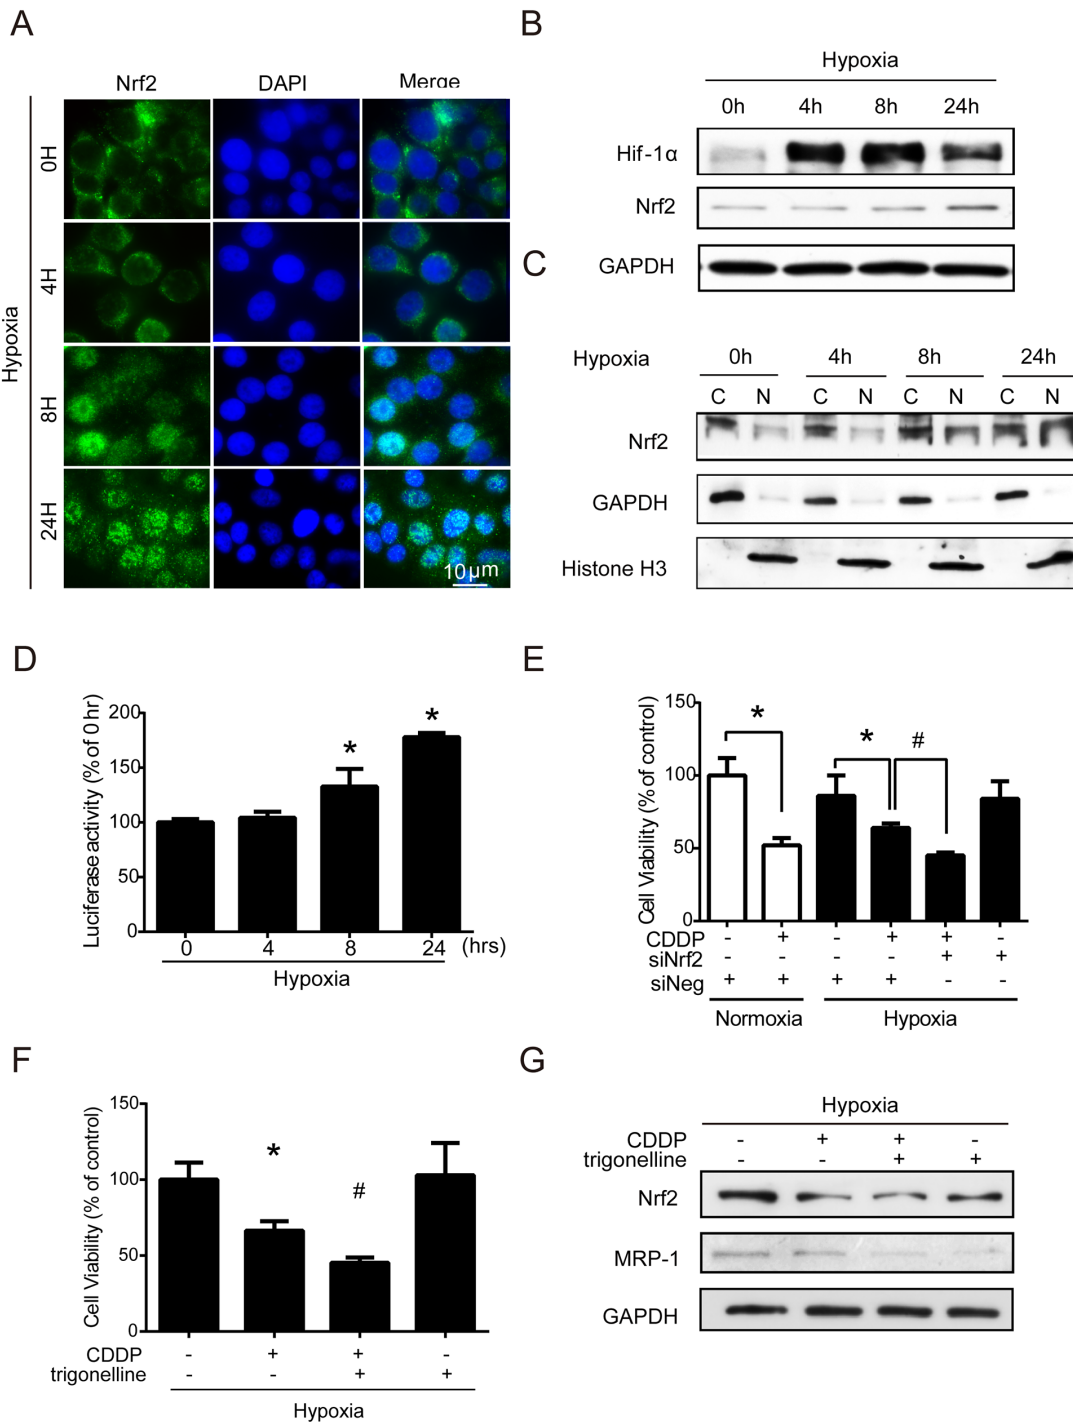 A
Nrf2 DAPI Merge
Hypoxia
0H
4H
8H
24H
10 µm
B
Hypoxia
0h 4h 8h 24h
Hif-1α
Nrf2
GAPDH
C
Hypoxia 0h 4h 8h 24h
C N C N C N C N
Nrf2
GAPDH
Histone H3
D
Luciferase activity (% of 0 hr)
200
150
100
50
0
* *
0 4 8 24 (hrs)
Hypoxia
E
Cell Viability (% of control)
150
100
50
0
* * #
CDDP - + - + + -
siNrf2 - - - - + +
siNeg + + + + - -
Normoxia Hypoxia
F
Cell Viability (% of control)
150
100
50
0
* #
CDDP - + + -
trigonelline - - + +
Hypoxia
G
Hypoxia
CDDP - + + -
trigonelline - - + +
Nrf2
MRP-1
GAPDH